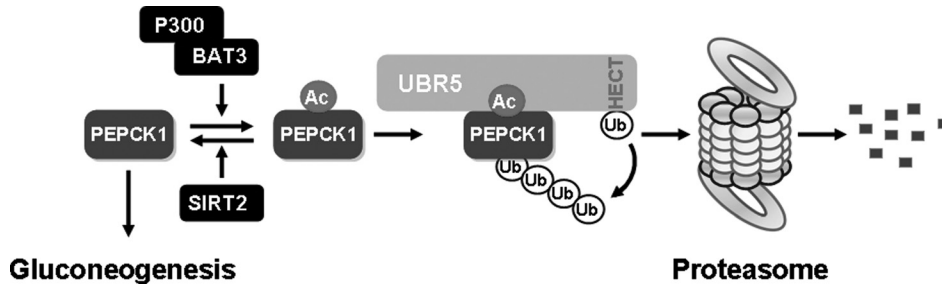 P300
BAT3
UBR5
HECT
Ac
Ac
PEPCK1
PEPCK1
PEPCK1
Ub
Ub
Ub
Ub
Ub
SIRT2
Gluconeogenesis
Proteasome